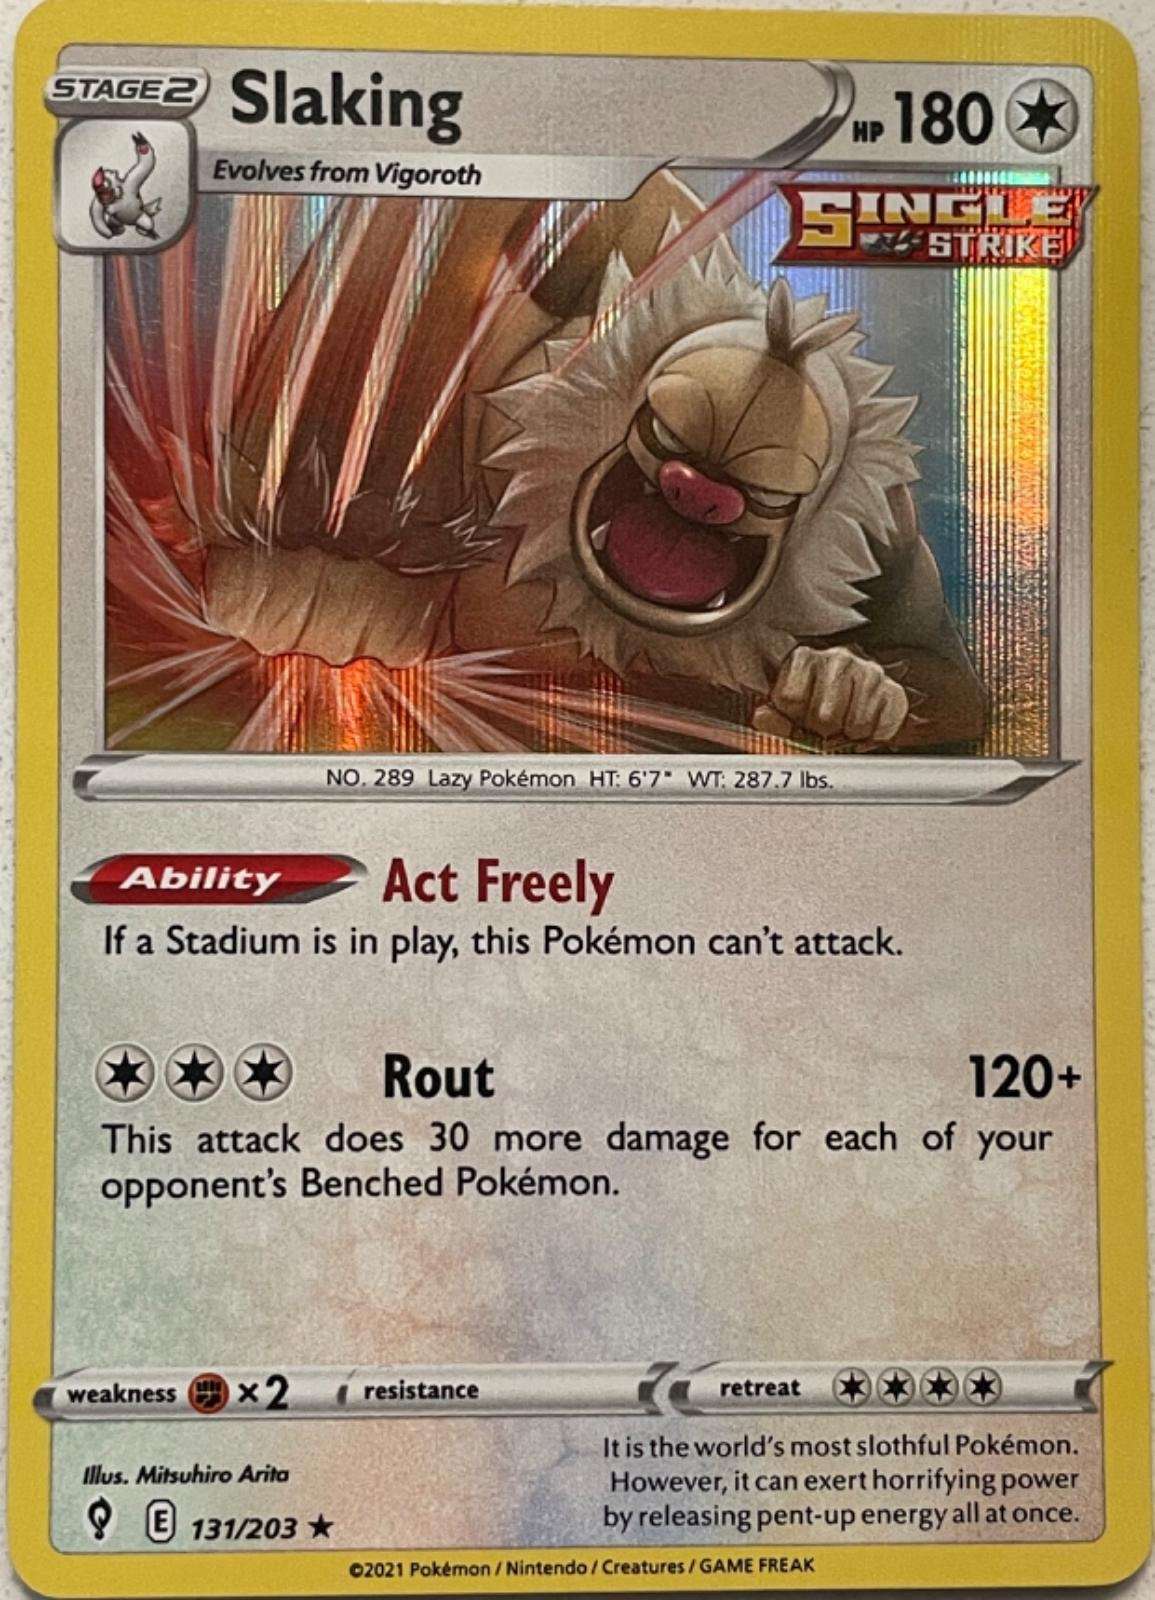 STAGE2
Slaking
HP 180
Evolves from Vigoroth
SINGLE
STRIKE
NO. 289 Lazy Pokémon HT: 6'7" WT: 287.7 lbs.
Ability Act Freely
If a Stadium is in play, this Pokémon can't attack.
Rout 120+
This attack does 30 more damage for each of your
opponent's Benched Pokémon.
weakness ×2 resistance retreat
It is the world's most slothful Pokémon.
However, it can exert horrifying power
by releasing pent-up energy all at once.
Illus. Mitsuhiro Arita
E 131/203 ★
©2021 Pokémon / Nintendo / Creatures / GAME FREAK